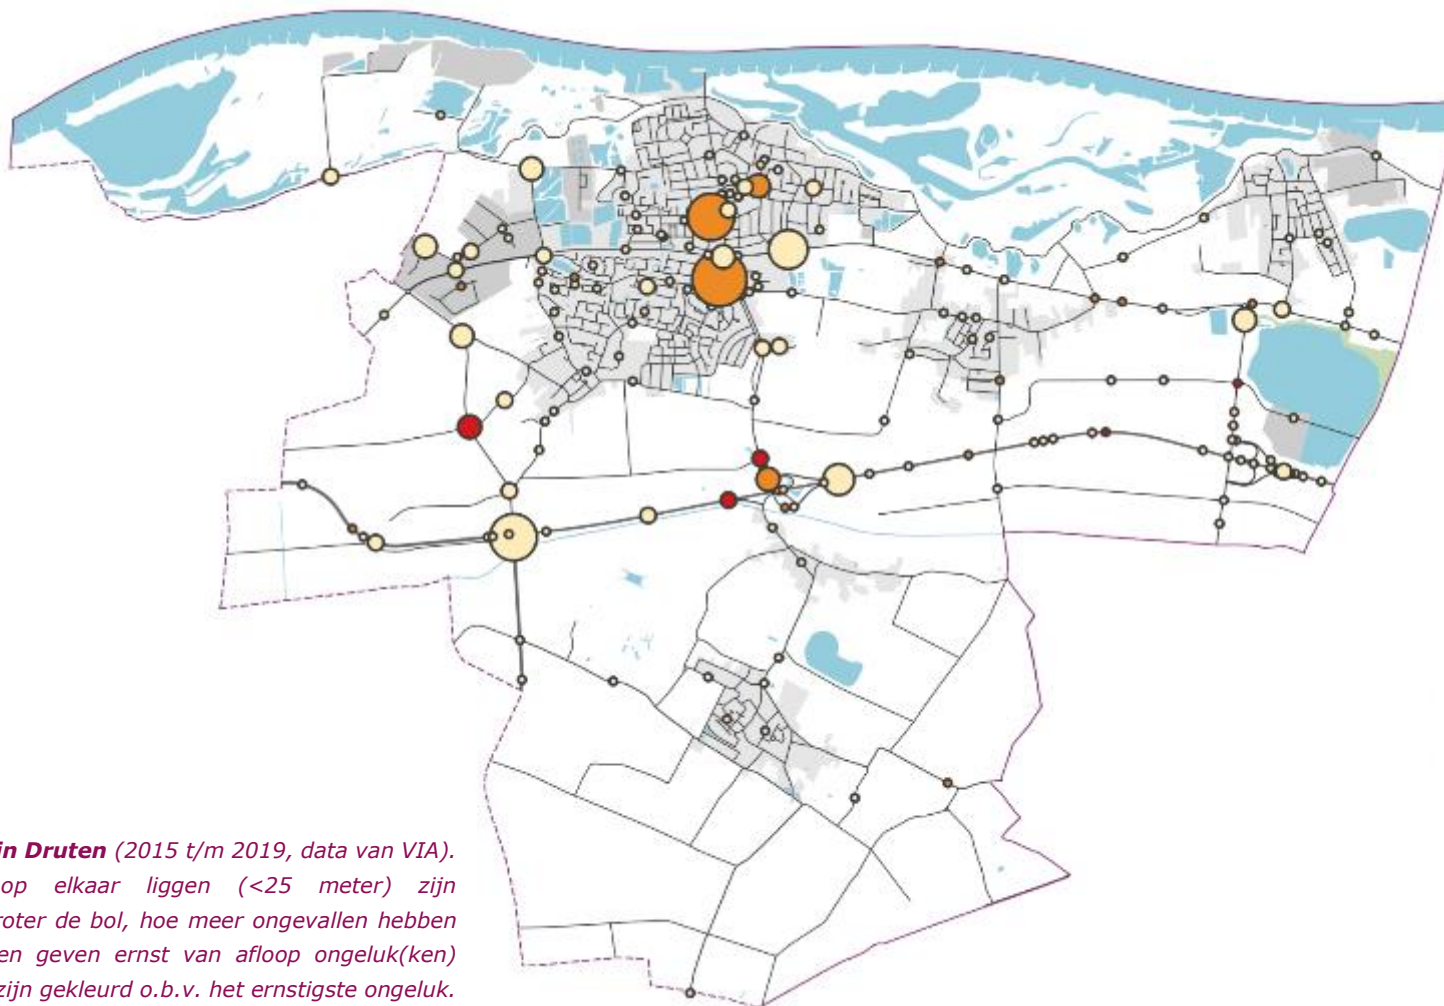 in Druten (2015 t/m 2019, data van VIA).
op elkaar liggen (<25 meter) zijn
roter de bol, hoe meer ongevallen hebben
en geven ernst van afloop ongeluk(ken)
zijn gekleurd o.b.v. het ernstigste ongeluk.